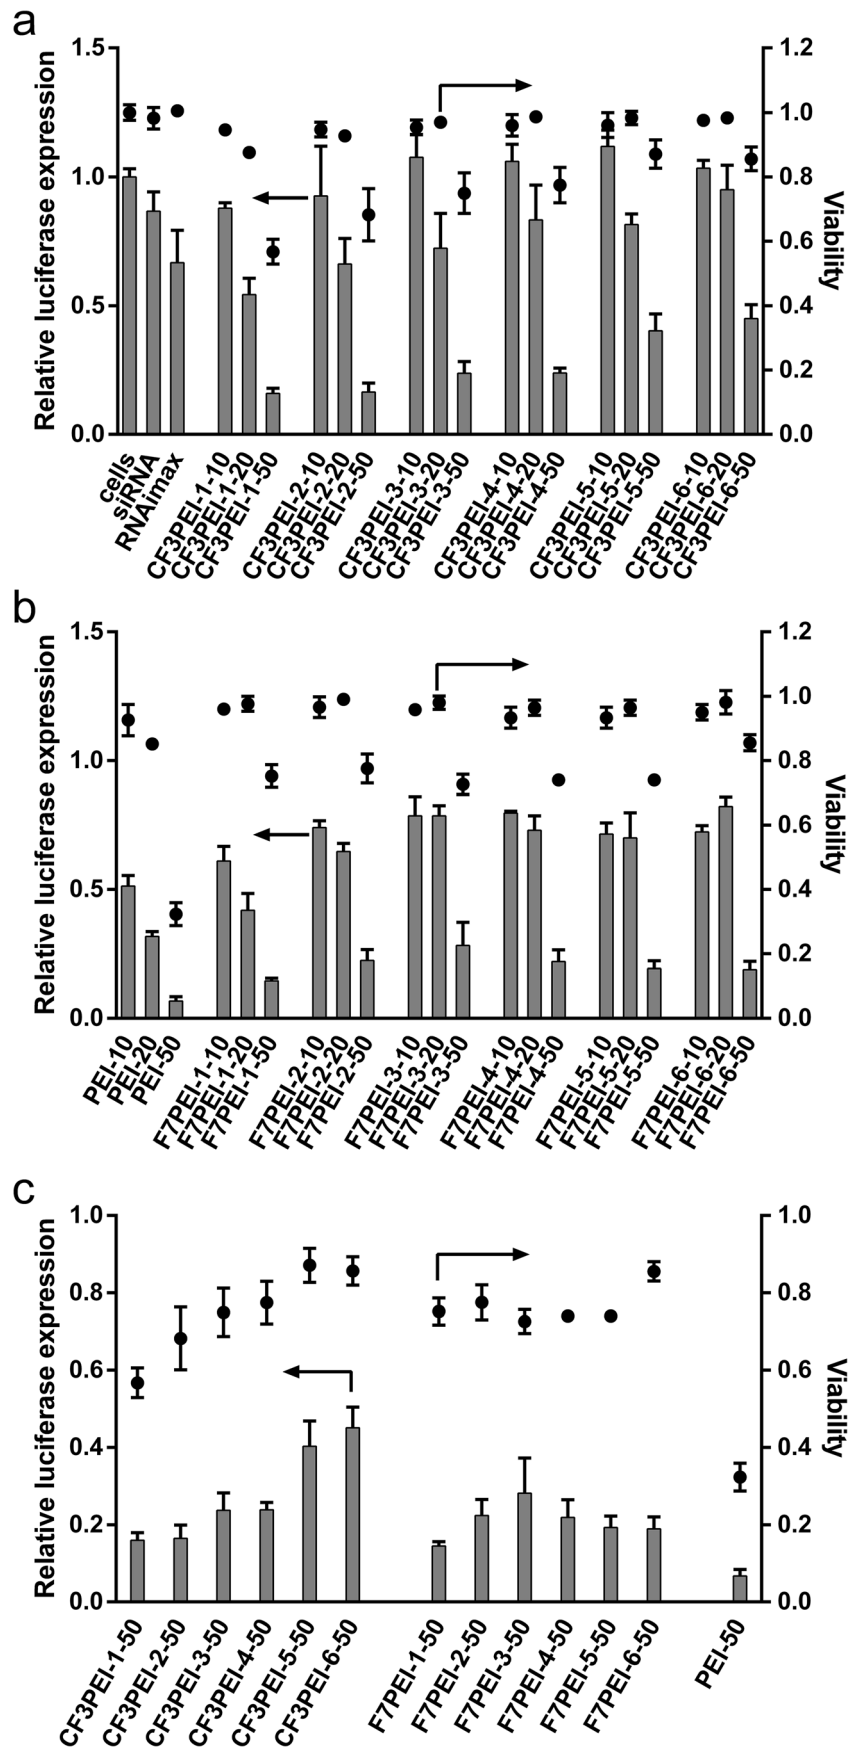 a
Relative luciferase expression
1.5
1.0
0.5
0.0
1.2
1.0
0.8
0.6
0.4
0.2
0.0
Viability
cells
siRNA
RNAimax
CF3PEI-1-10
CF3PEI-1-20
CF3PEI-1-50
CF3PEI-2-10
CF3PEI-2-20
CF3PEI-2-50
CF3PEI-3-10
CF3PEI-3-20
CF3PEI-3-50
CF3PEI-4-10
CF3PEI-4-20
CF3PEI-4-50
CF3PEI-5-10
CF3PEI-5-20
CF3PEI-5-50
CF3PEI-6-10
CF3PEI-6-20
CF3PEI-6-50
b
Relative luciferase expression
1.5
1.0
0.5
0.0
1.2
1.0
0.8
0.6
0.4
0.2
0.0
Viability
PEI-10
PEI-20
PEI-50
F7PEI-1-10
F7PEI-1-20
F7PEI-1-50
F7PEI-2-10
F7PEI-2-20
F7PEI-2-50
F7PEI-3-10
F7PEI-3-20
F7PEI-3-50
F7PEI-4-10
F7PEI-4-20
F7PEI-4-50
F7PEI-5-10
F7PEI-5-20
F7PEI-5-50
F7PEI-6-10
F7PEI-6-20
F7PEI-6-50
c
Relative luciferase expression
1.0
0.8
0.6
0.4
0.2
0.0
1.0
0.8
0.6
0.4
0.2
0.0
Viability
CF3PEI-1-50
CF3PEI-2-50
CF3PEI-3-50
CF3PEI-4-50
CF3PEI-5-50
CF3PEI-6-50
F7PEI-1-50
F7PEI-2-50
F7PEI-3-50
F7PEI-4-50
F7PEI-5-50
F7PEI-6-50
PEI-50